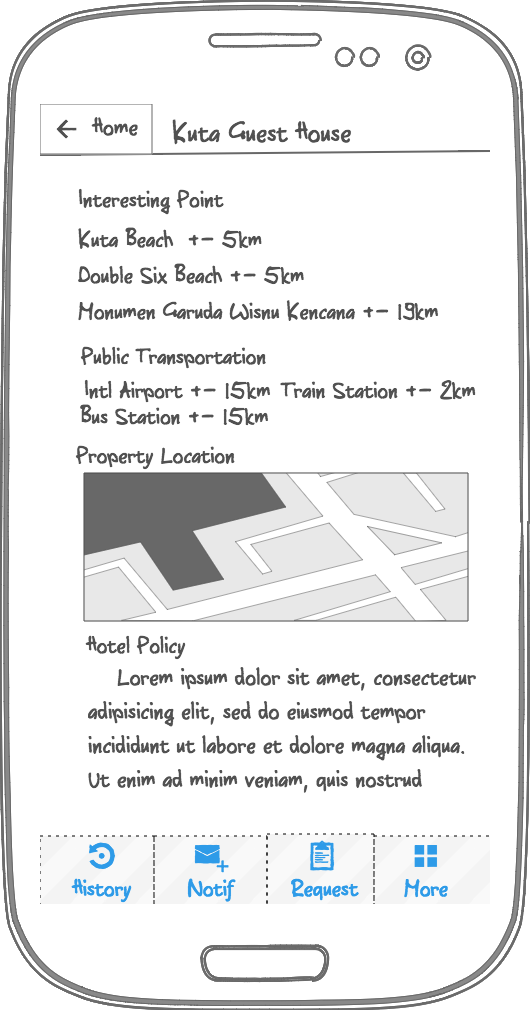 Home
Kuta Guest House
Interesting Point
Kuta Beach +- 5km
Double Six Beach +- 5km
Monumen Garuda Wisnu Kencana +- 19km
Public Transportation
Intl Airport +- 15km Train Station +- 2km
Bus Station +- 15km
Property Location
Hotel Policy
Lorem ipsum dolor sit amet, consectetur
adipisicing elit, sed do eiusmod tempor
incididunt ut labore et dolore magna aliqua.
Ut enim ad minim veniam, quis nostrud
History Notif Request More